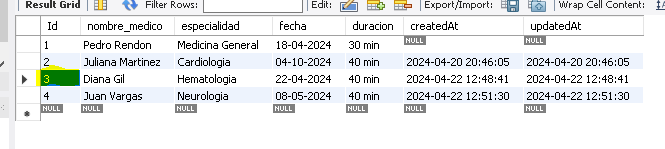 Result Grid Filter Rows: Edit: Export/Import: Wrap Cell Content:
Id nombre_medico especialidad fecha duracion createdAt updatedAt
1 Pedro Rendon Medicina General 18-04-2024 30 min NULL NULL
2 Juliana Martinez Cardiologia 04-10-2024 40 min 2024-04-20 20:46:05 2024-04-20 20:46:05
3 Diana Gil Hematologia 22-04-2024 40 min 2024-04-22 12:48:41 2024-04-22 12:48:41
4 Juan Vargas Neurologia 08-05-2024 40 min 2024-04-22 12:51:30 2024-04-22 12:51:30
NULL NULL NULL NULL NULL NULL NULL